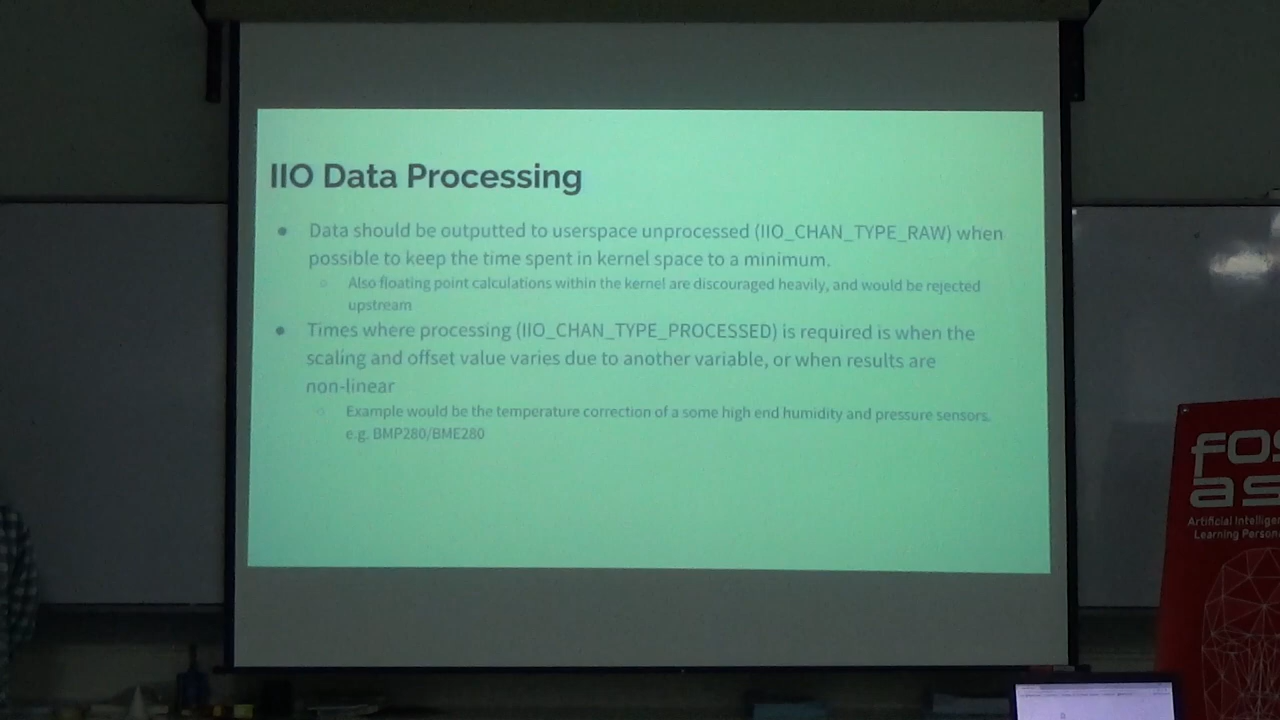 IIO Data Processing
● Data should be outputted to userspace unprocessed (IIO_CHAN_TYPE_RAW) when
possible to keep the time spent in kernel space to a minimum.
○ Also floating point calculations within the kernel are discouraged heavily, and would be rejected
upstream
● Times where processing (IIO_CHAN_TYPE_PROCESSED) is required is when the
scaling and offset value varies due to another variable, or when results are
non-linear
○ Example would be the temperature correction of a some high end humidity and pressure sensors.
e.g. BMP280/BME280
fos
as
Artificial Intellige
Learning Person